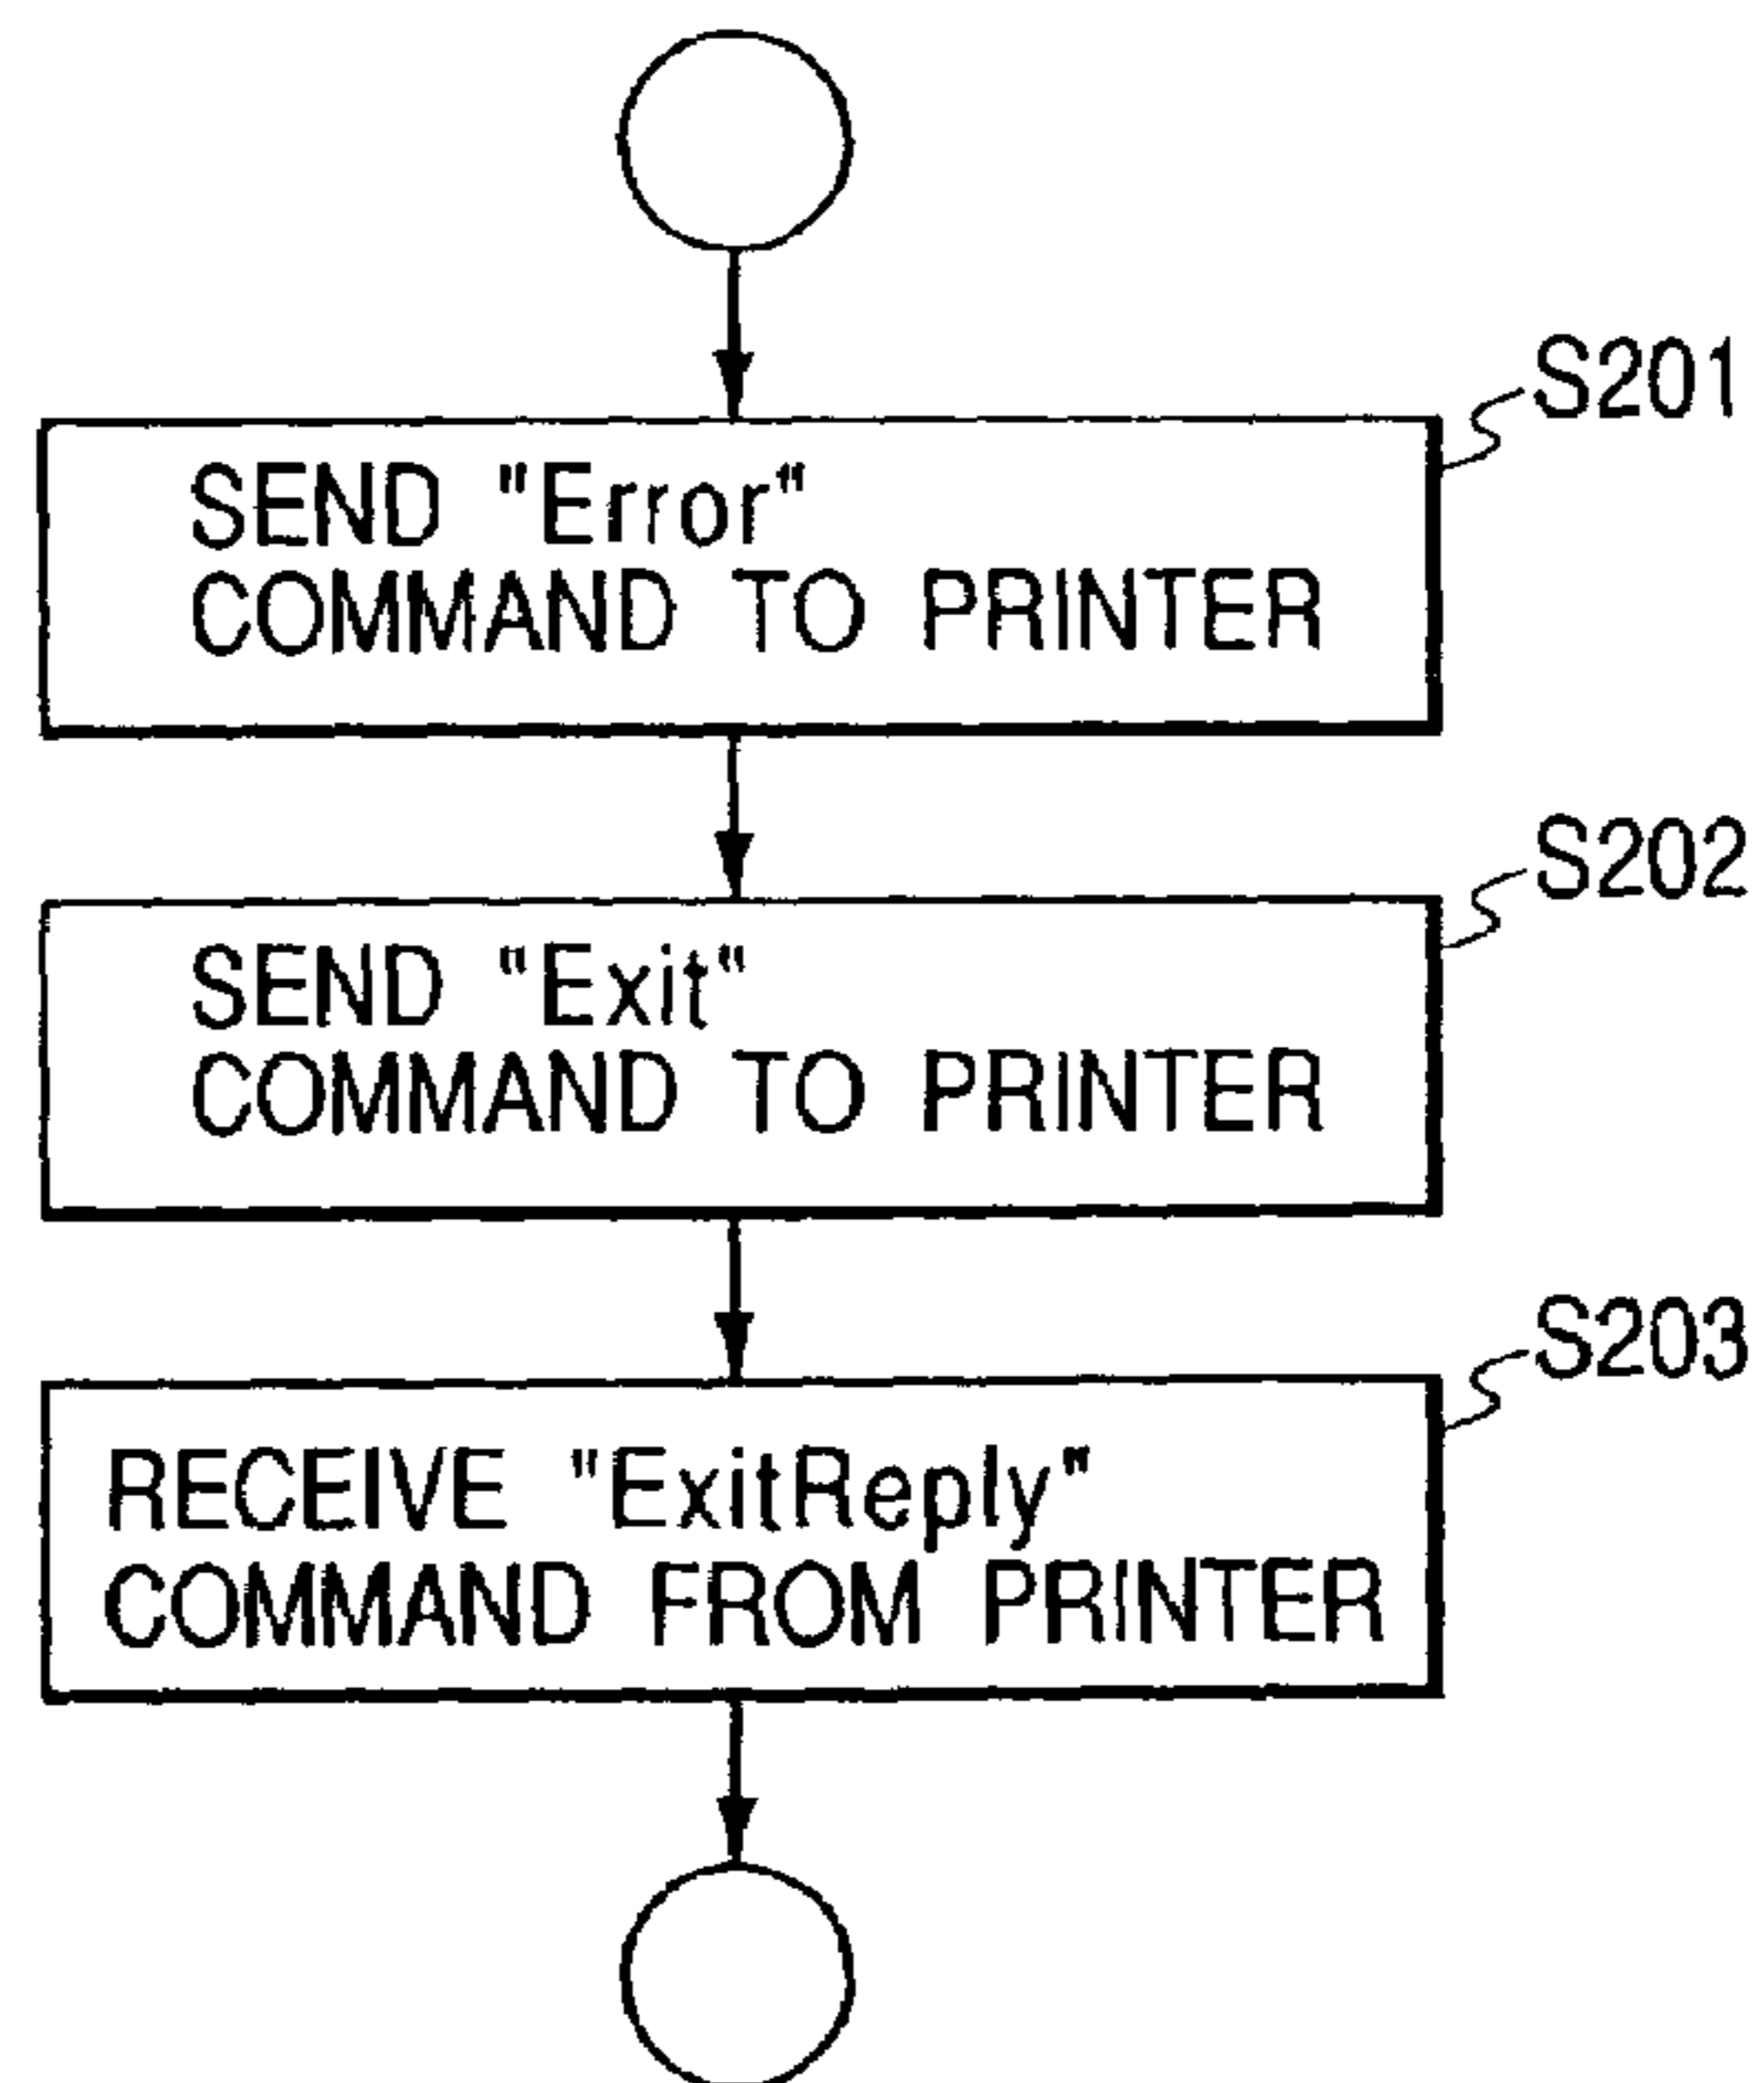 S201
SEND "Error"
COMMAND TO PRINTER
S202
SEND "Exit"
COMMAND TO PRINTER
S203
RECEIVE "ExitReply"
COMMAND FROM PRINTER